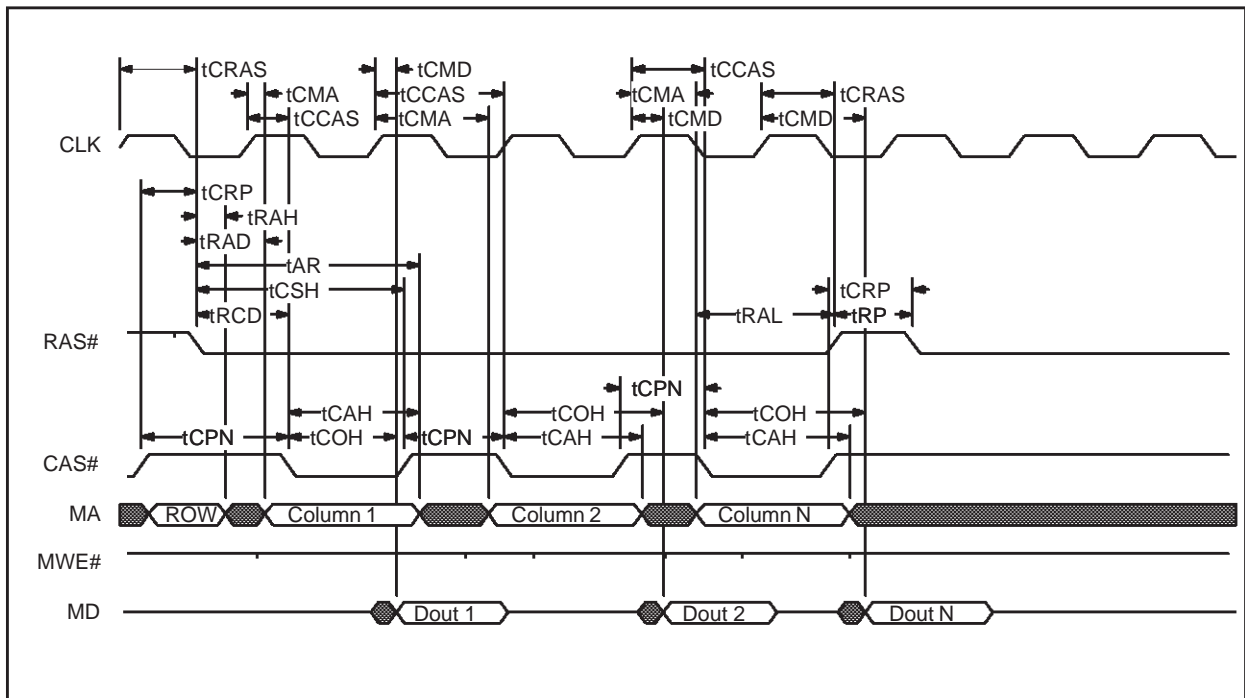 tCRAS tCMD tCCAS
tCMA tCCAS tCMA tCRAS
tCCAS tCMA tCMD tCMD
CLK
tCRP
tRAH
tRAD
tAR
tCSH tCRP
tRCD tRAL tRP
RAS#
tCPN
tCAH tCOH tCOH
tCPN tCOH tCPN tCAH tCAH
CAS#
MA ROW Column 1 Column 2 Column N
MWE#
MD Dout 1 Dout 2 Dout N